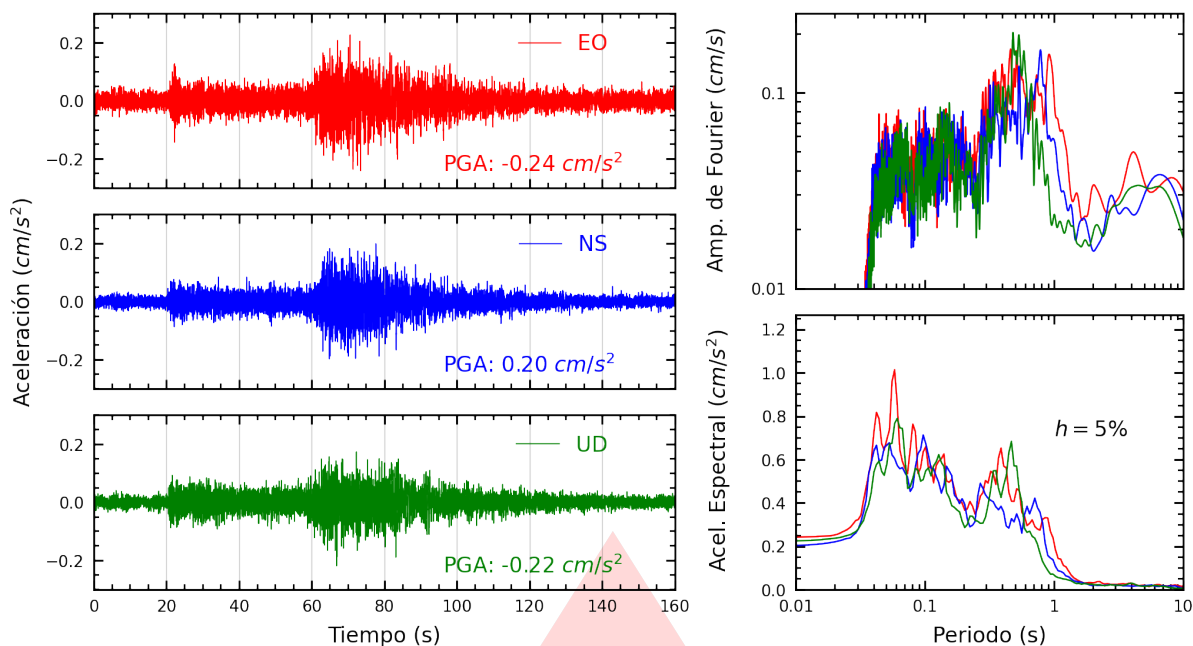 Aceleración (cm/s²)
0.2
0.0
−0.2
EO
PGA: -0.24 cm/s²
0.2
0.0
−0.2
NS
PGA: 0.20 cm/s²
0.2
0.0
−0.2
UD
PGA: -0.22 cm/s²
0 20 40 60 80 100 120 140 160
Tiempo (s)
Amp. de Fourier (cm/s)
0.1
0.01
Acel. Espectral (cm/s²)
1.2
1.0
0.8
0.6
0.4
0.2
0.0
h = 5%
0.01 0.1 1 10
Periodo (s)